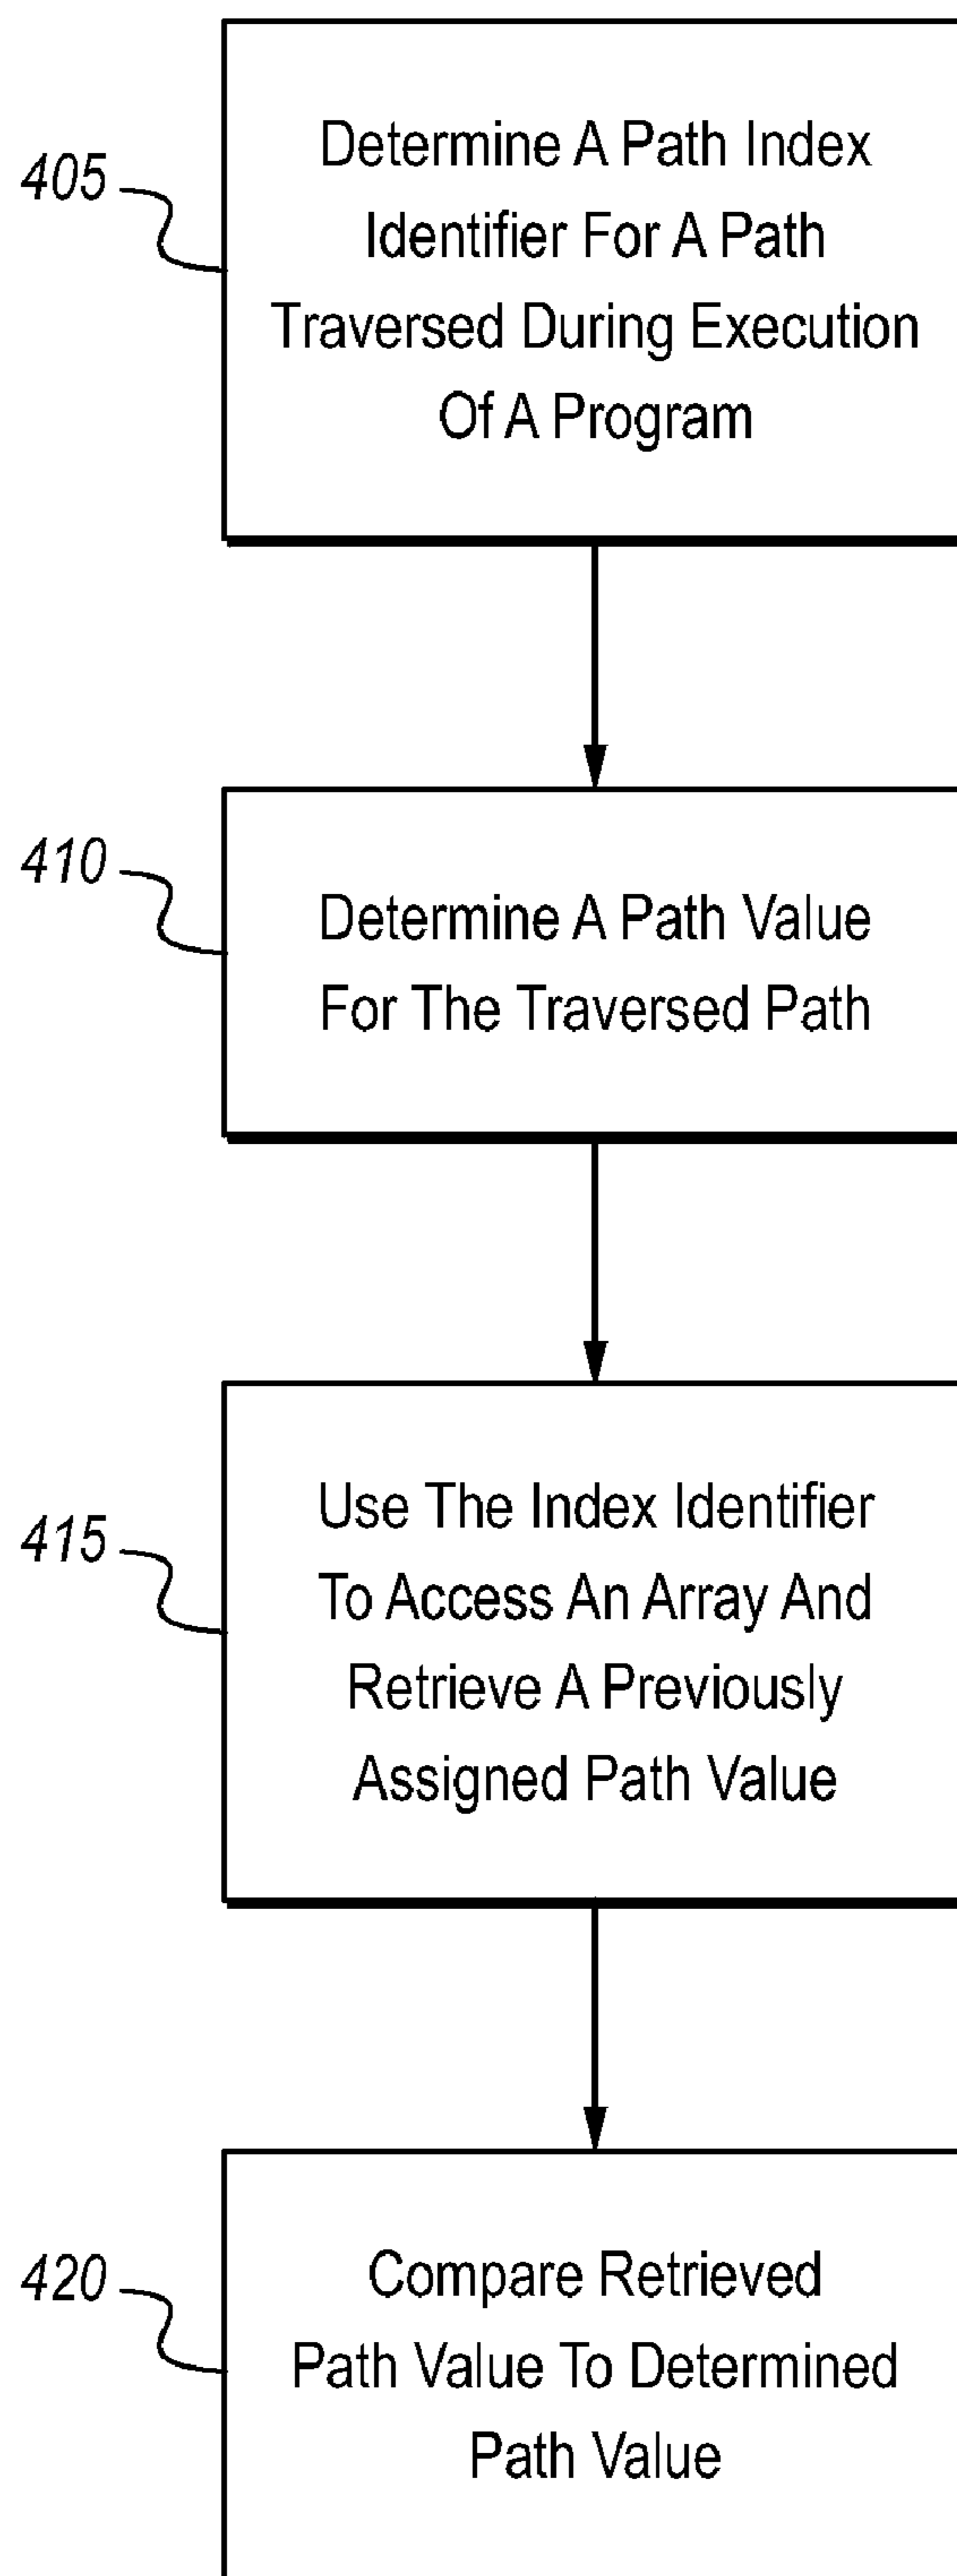 405
Determine A Path Index
Identifier For A Path
Traversed During Execution
Of A Program
410
Determine A Path Value
For The Traversed Path
415
Use The Index Identifier
To Access An Array And
Retrieve A Previously
Assigned Path Value
420
Compare Retrieved
Path Value To Determined
Path Value